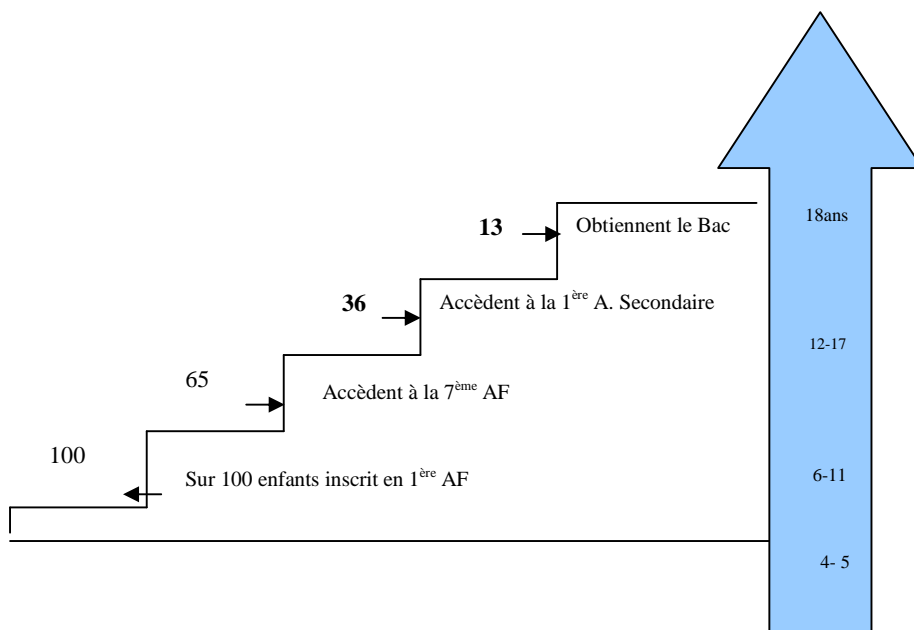 18ans
13
Obtiennent le Bac
36
Accèdent à la 1ère A. Secondaire
12-17
65
Accèdent à la 7ème AF
100
Sur 100 enfants inscrit en 1ère AF
6-11
4- 5